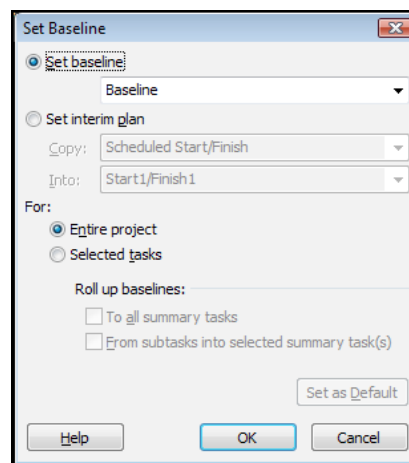 Set Baseline
Set baseline
Baseline
Set interim plan
Copy: Scheduled Start/Finish
Into: Start1/Finish1
For:
Entire project
Selected tasks
Roll up baselines:
To all summary tasks
From subtasks into selected summary task(s)
Set as Default
Help OK Cancel